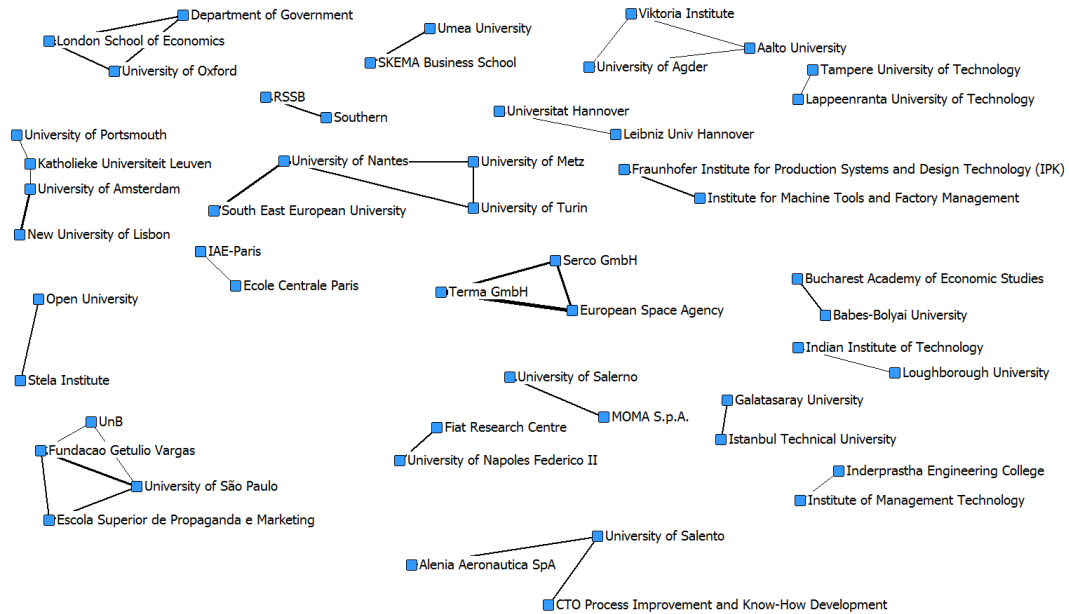 Department of Government
Viktoria Institute
Umea University
London School of Economics
Aalto University
SKEMA Business School
University of Agder
University of Oxford
Tampere University of Technology
RSSB
Lappeenranta University of Technology
Universitat Hannover
Southern
University of Portsmouth
Leibniz Univ Hannover
Katholieke Universiteit Leuven
University of Nantes
University of Metz
Fraunhofer Institute for Production Systems and Design Technology (IPK)
University of Amsterdam
Institute for Machine Tools and Factory Management
South East European University
University of Turin
New University of Lisbon
IAE-Paris
Serco GmbH
Bucharest Academy of Economic Studies
Ecole Centrale Paris
Terma GmbH
Open University
European Space Agency
Babes-Bolyai University
Indian Institute of Technology
Loughborough University
Stela Institute
University of Salerno
Galatasaray University
MOMA S.p.A.
UnB
Fiat Research Centre
Istanbul Technical University
Fundacao Getulio Vargas
University of Napoles Federico II
Inderprastha Engineering College
University of São Paulo
Institute of Management Technology
Escola Superior de Propaganda e Marketing
University of Salento
Alenia Aeronautica SpA
CTO Process Improvement and Know-How Development